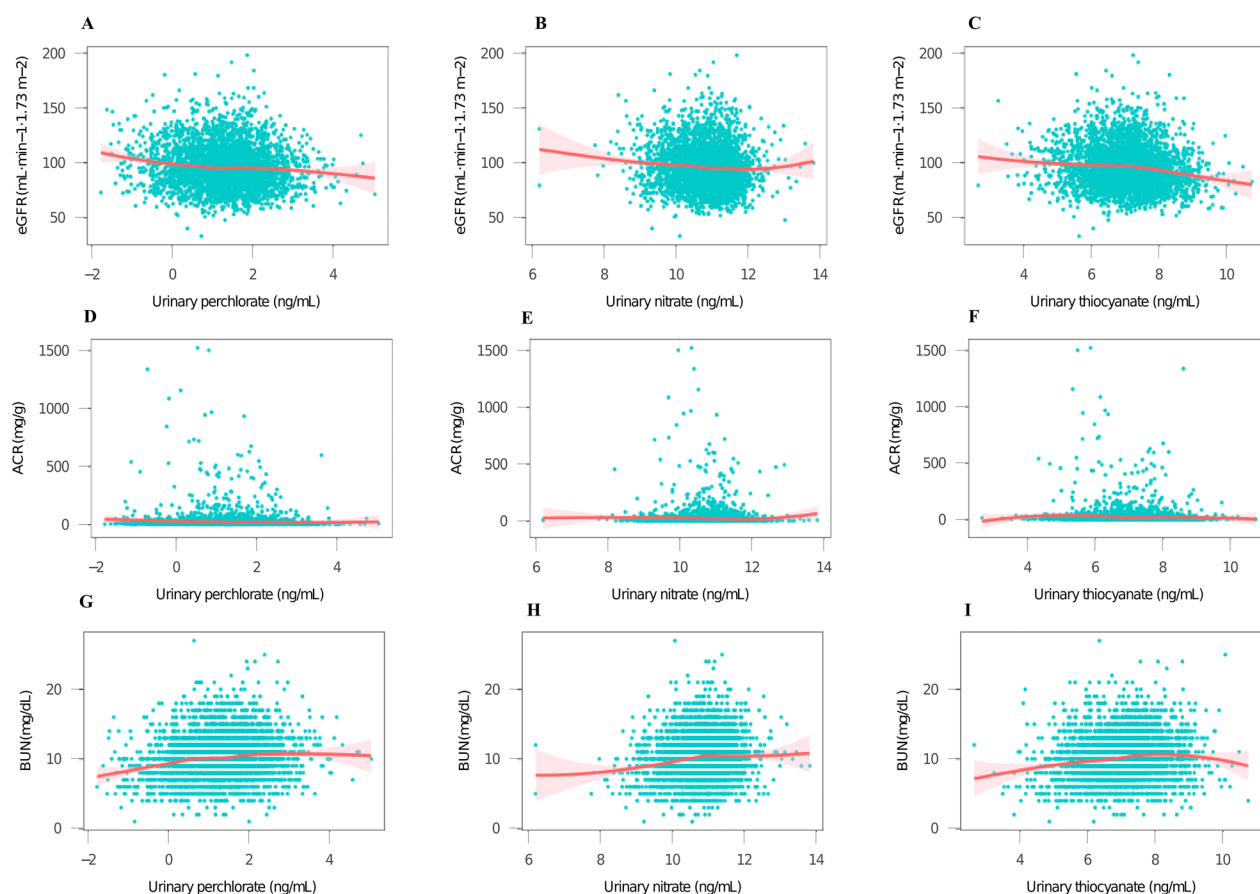 A
B
C
eGFR(mL·min−1·1.73 m−2)
200
150
100
50
−2
0
2
4
Urinary perchlorate (ng/mL)
eGFR(mL·min−1·1.73 m−2)
200
150
100
50
6
8
10
12
14
Urinary nitrate (ng/mL)
eGFR(mL·min−1·1.73 m−2)
200
150
100
50
4
6
8
10
Urinary thiocyanate (ng/mL)
D
E
F
ACR(mg/g)
1500
1000
500
0
−2
0
2
4
Urinary perchlorate (ng/mL)
ACR(mg/g)
1500
1000
500
0
6
8
10
12
14
Urinary nitrate (ng/mL)
ACR(mg/g)
1500
1000
500
0
4
6
8
10
Urinary thiocyanate (ng/mL)
G
H
I
BUN(mg/dL)
20
10
0
−2
0
2
4
Urinary perchlorate (ng/mL)
BUN(mg/dL)
20
10
0
6
8
10
12
14
Urinary nitrate (ng/mL)
BUN(mg/dL)
20
10
0
4
6
8
10
Urinary thiocyanate (ng/mL)